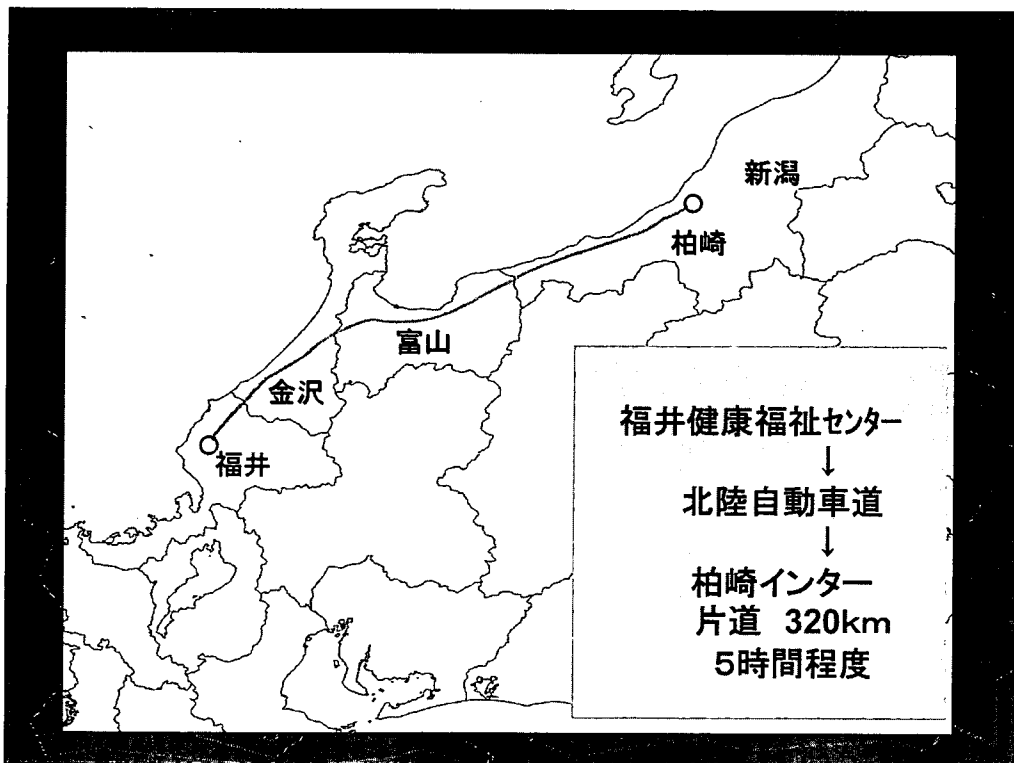 新潟
柏崎
富山
金沢
福井
福井健康福祉センター
↓
北陸自動車道
↓
柏崎インター
片道 320km
5時間程度